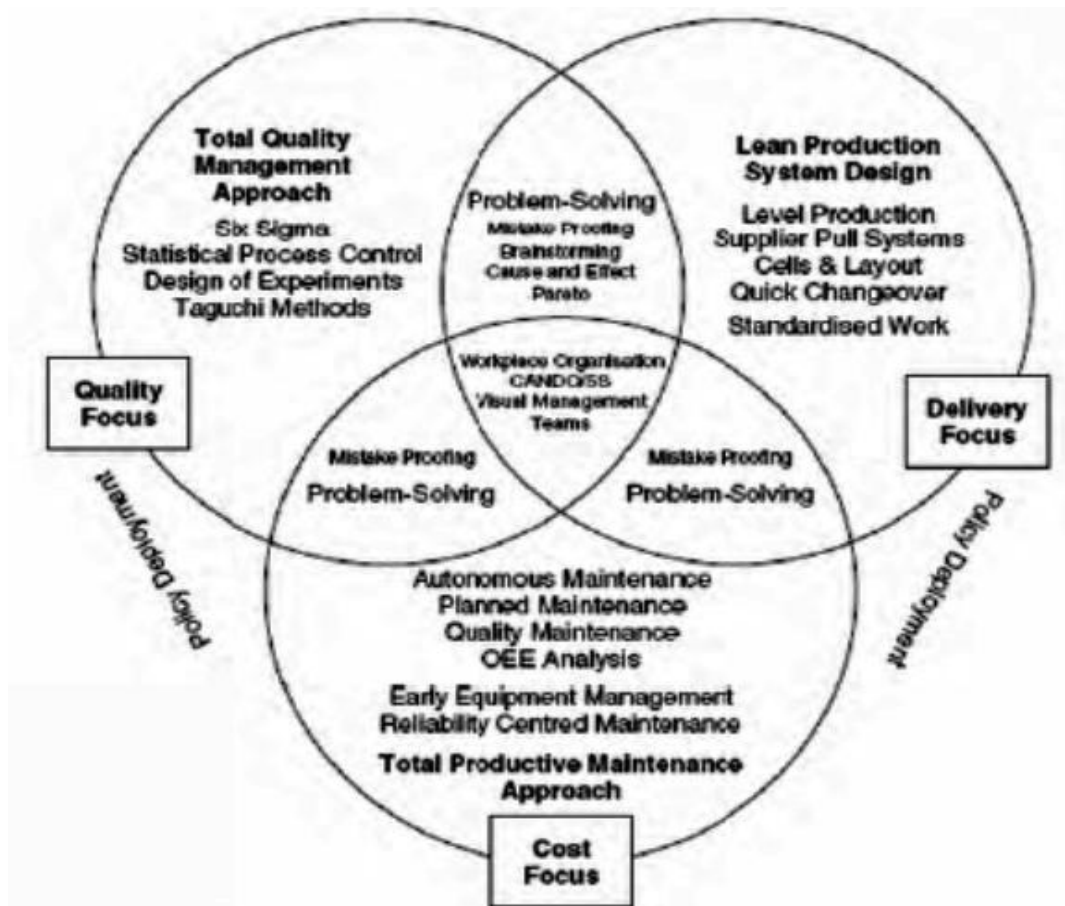 Total Quality
Management
Approach
Six Sigma
Statistical Process Control
Design of Experiments
Taguchi Methods
Problem-Solving
Mistake Proofing
Brainstorming
Cause and Effect
Pareto
Lean Production
System Design
Level Production
Supplier Pull Systems
Cells & Layout
Quick Changeover
Standardised Work
Workplace Organisation
CANDO/5S
Visual Management
Teams
Quality
Focus
Delivery
Focus
Mistake Proofing
Problem-Solving
Mistake Proofing
Problem-Solving
Policy Deployment
Policy Deployment
Autonomous Maintenance
Planned Maintenance
Quality Maintenance
OEE Analysis
Early Equipment Management
Reliability Centred Maintenance
Total Productive Maintenance
Approach
Cost
Focus